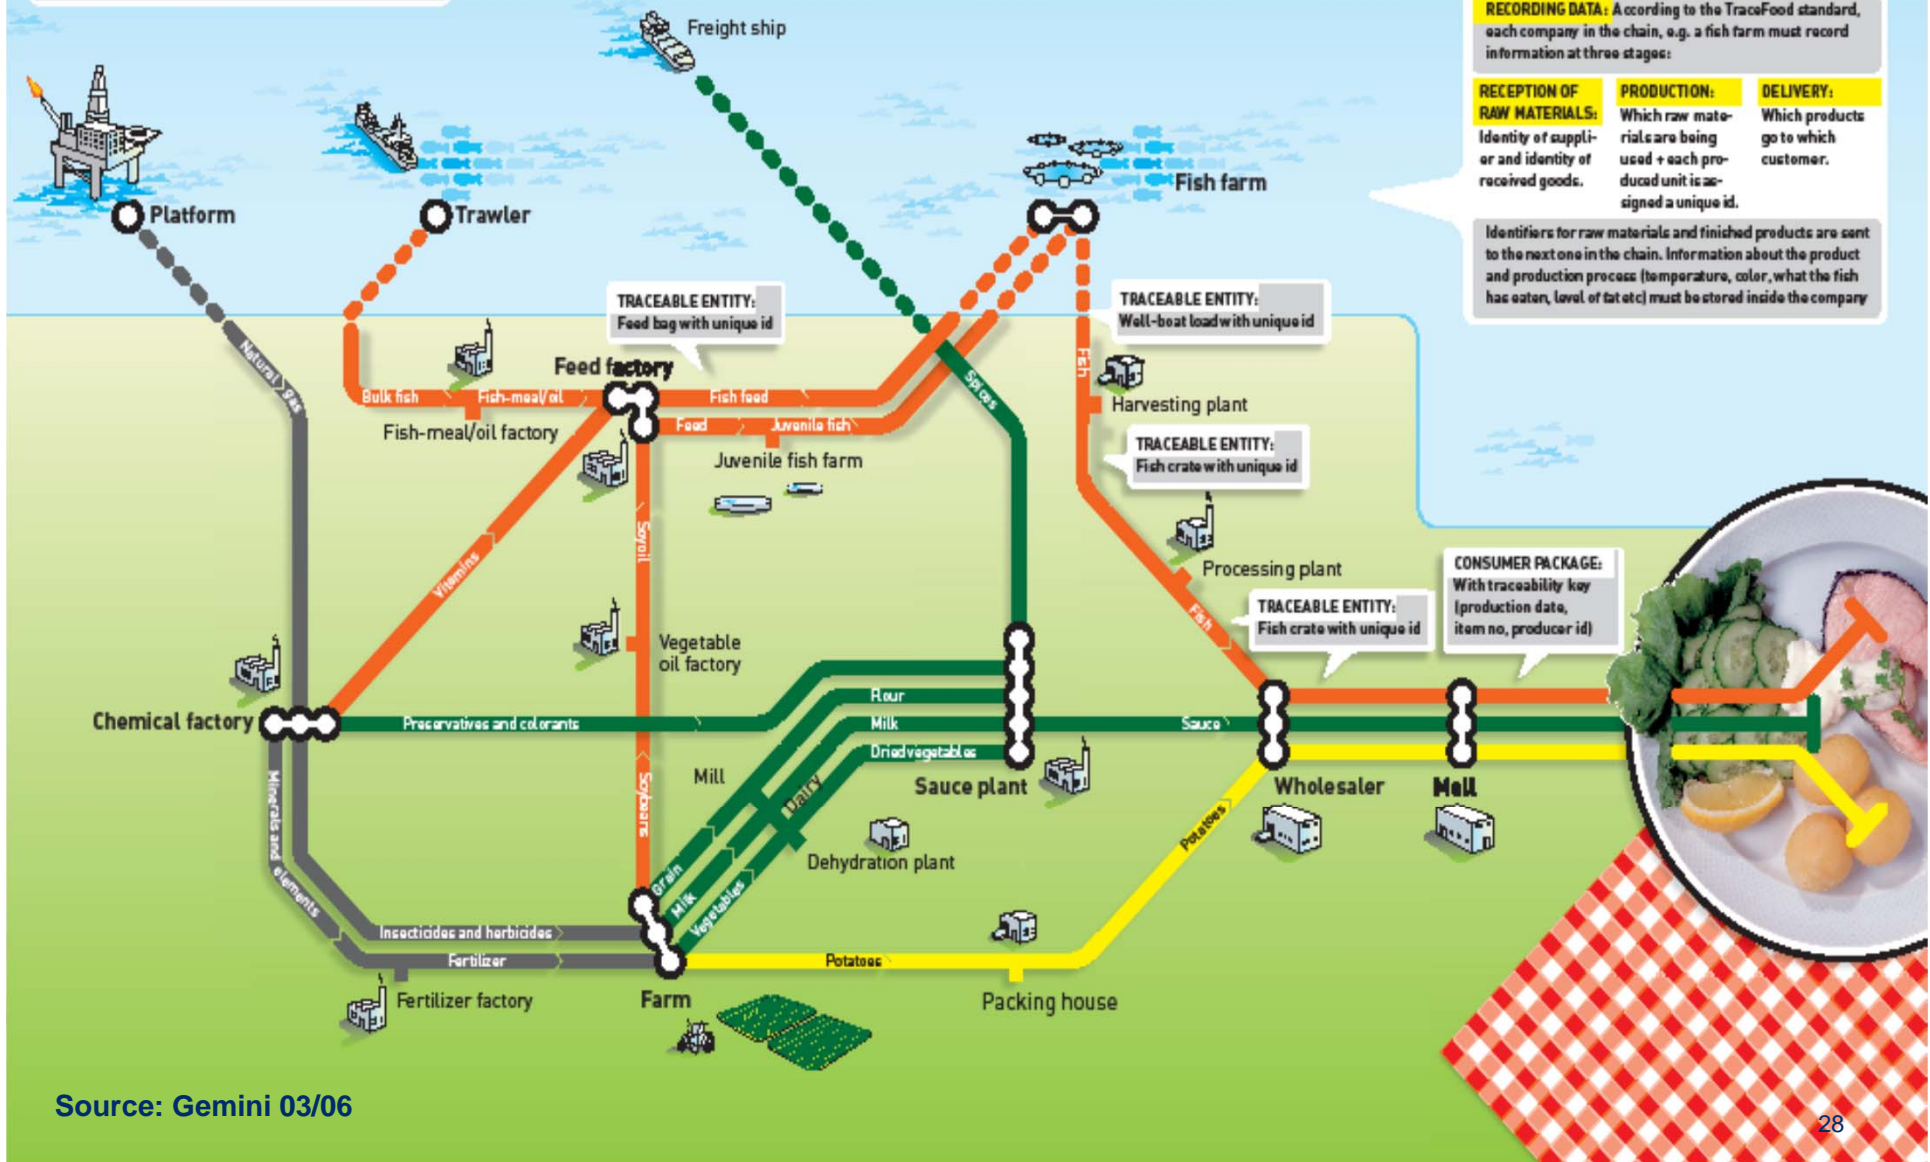 Freight ship
RECORDING DATA: According to the TraceFood standard,
each company in the chain, e.g. a fish farm must record
information at three stages:
RECEPTION OF
RAW MATERIALS:
Identity of suppli-
er and identity of
received goods.
PRODUCTION:
Which raw mate-
rials are being
used + each pro-
duced unit is as-
signed a unique id.
DELIVERY:
Which products
go to which
customer.
Identifiers for raw materials and finished products are sent
to the next one in the chain. Information about the product
and production process (temperature, color, what the fish
has eaten, level of fat etc) must be stored inside the company
Platform
Trawler
Fish farm
TRACEABLE ENTITY:
Feed bag with unique id
TRACEABLE ENTITY:
Well-boat load with unique id
Natural gas
Feed factory
Fish
Spices
Bulk fish
Fish-meal/oil
Fish feed
Harvesting plant
Fish-meal/oil factory
Feed
Juvenile fish
Juvenile fish farm
TRACEABLE ENTITY:
Fish crate with unique id
Soyoil
Vitamins
Processing plant
CONSUMER PACKAGE:
With traceability key
(production date,
item no, producer id)
TRACEABLE ENTITY:
Fish crate with unique id
Fish
Vegetable
oil factory
Chemical factory
Preservatives and colorants
Flour
Milk
Dried vegetables
Sauce
Mill
Dairy
Sauce plant
Wholesaler
Mall
Soybeans
Minerals and elements
Potatoes
Dehydration plant
Grain
Milk
Vegetables
Insecticides and herbicides
Fertilizer
Potatoes
Fertilizer factory
Farm
Packing house
Source: Gemini 03/06
28